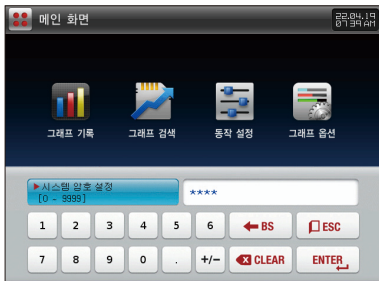 메인 화면
22.04.19
07:39 AM
그래프 기록
그래프 검색
동작 설정
그래프 옵션
▶시스템 암호 설정
[0 - 9999]
****
1 2 3 4 5 6 BS ESC
7 8 9 0 . +/- CLEAR ENTER